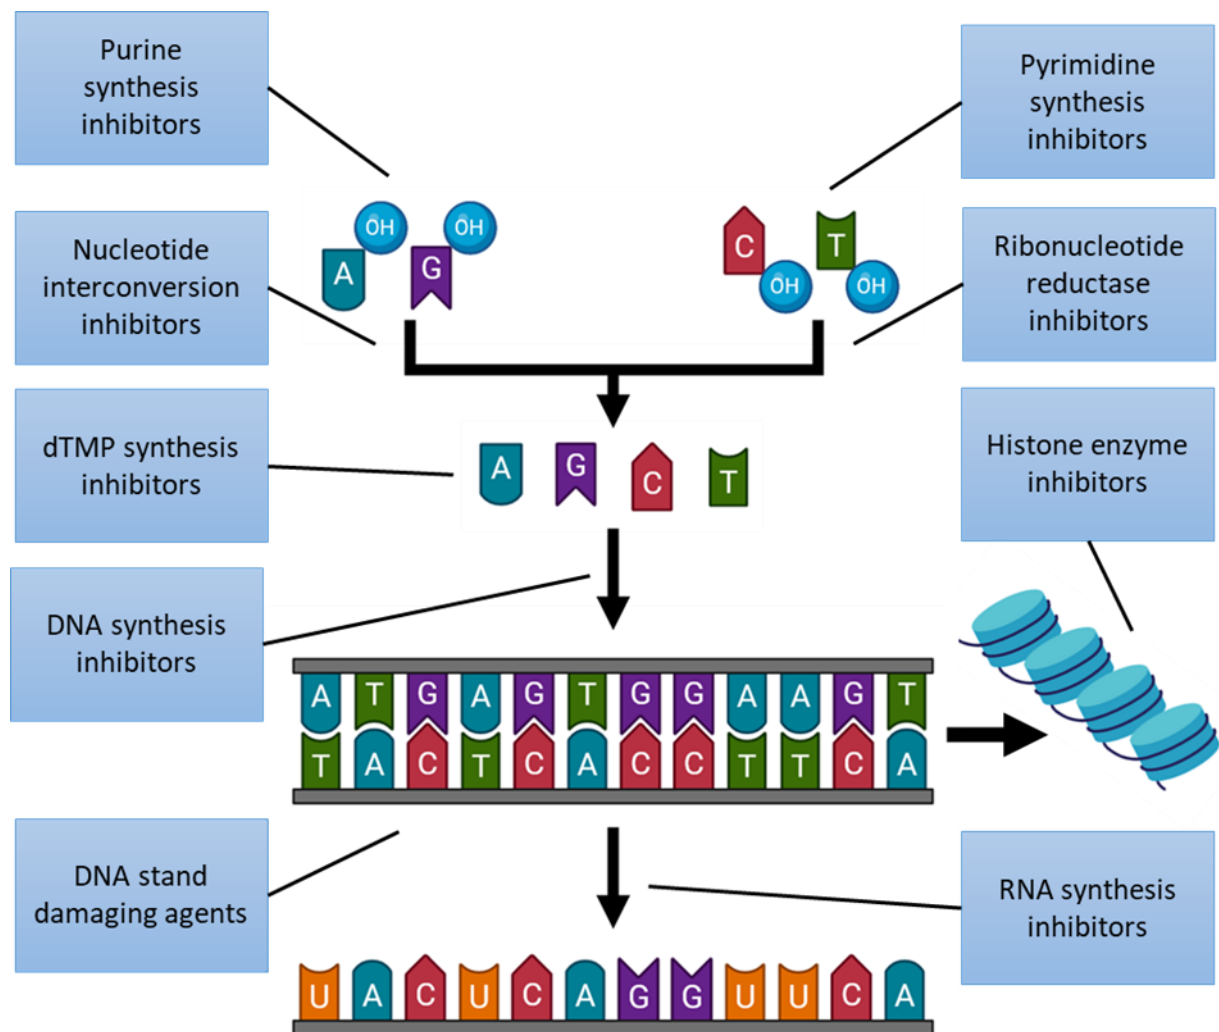 Purine
synthesis
inhibitors
Pyrimidine
synthesis
inhibitors
OH OH
A G
C T
OH OH
Nucleotide
interconversion
inhibitors
Ribonucleotide
reductase
inhibitors
dTMP synthesis
inhibitors
A G C T
Histone enzyme
inhibitors
DNA synthesis
inhibitors
A T G A G T G G A A G T
T A C T C A C C T T C A
DNA stand
damaging agents
RNA synthesis
inhibitors
U A C U C A G G U U C A